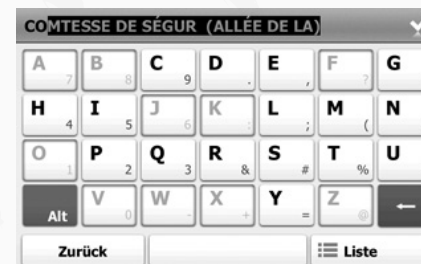 COMTESSE DE SÉGUR (ALLÉE DE LA)
A 7 B 8 C 9 D . E , F ? G
H 4 I 5 J 6 K : L ; M ( N
O 1 P 2 Q 3 R & S # T % U
Alt V 0 W - X + Y = Z @ ←
Zurück Liste